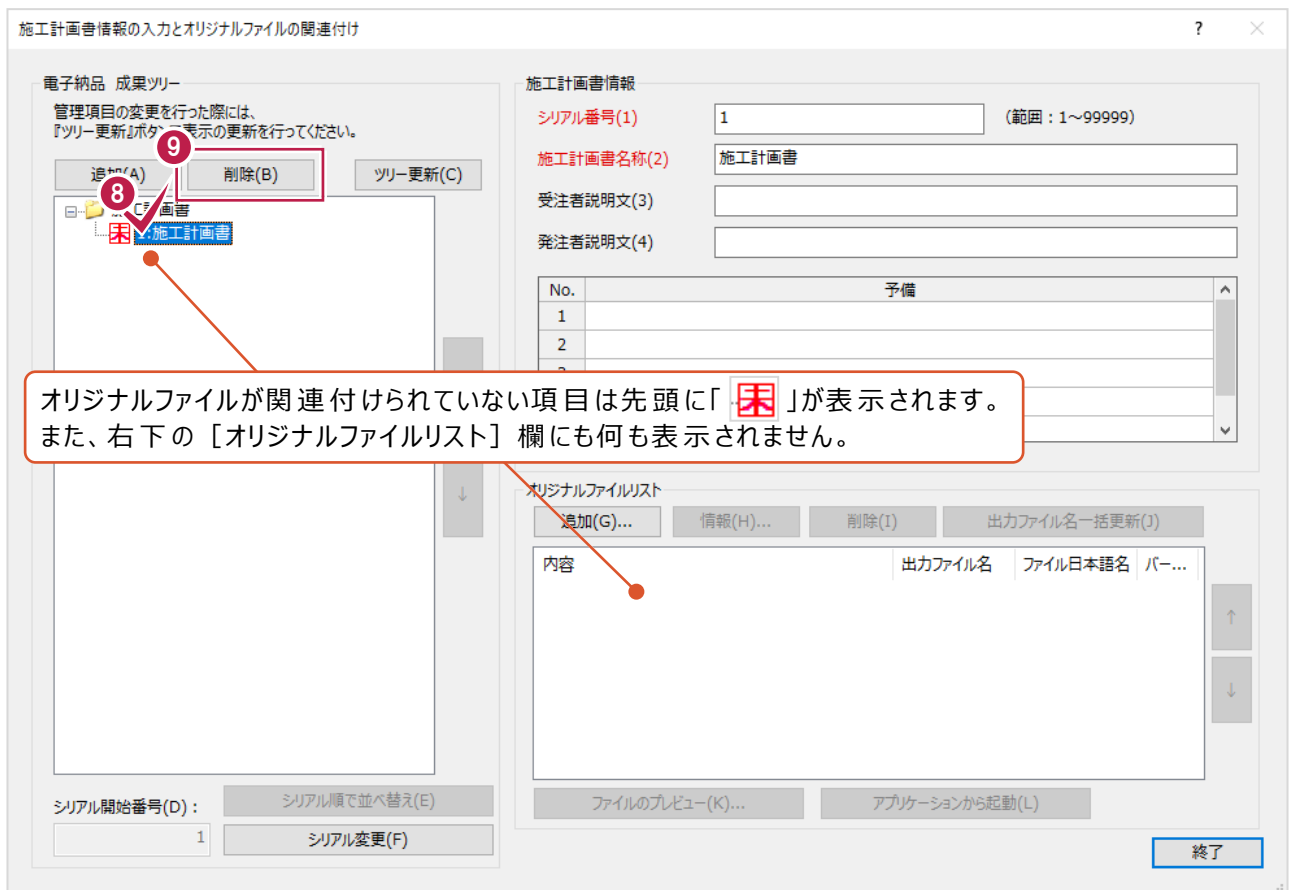 施工計画書情報の入力とオリジナルファイルの関連付け
?
電子納品 成果ツリー
管理項目の変更を行った際には、
『ツリー更新』ボタンで表示の更新を行ってください。
9
追加(A)
削除(B)
ツリー更新(C)
8
施工計画書
未 1:施工計画書
↓
シリアル開始番号(D)：
シリアル順で並べ替え(E)
1
シリアル変更(F)
施工計画書情報
シリアル番号(1)
1
(範囲：1～99999)
施工計画書名称(2)
施工計画書
受注者説明文(3)
発注者説明文(4)
No.
予備
1
2
オリジナルファイルが関連付けられていない項目は先頭に「 未 」が表示されます。
また、右下の［オリジナルファイルリスト］欄にも何も表示されません。
オリジナルファイルリスト
追加(G)...
情報(H)...
削除(I)
出力ファイル名一括更新(J)
内容
出力ファイル名
ファイル日本語名
バー...
↑
↓
ファイルのプレビュー(K)...
アプリケーションから起動(L)
終了